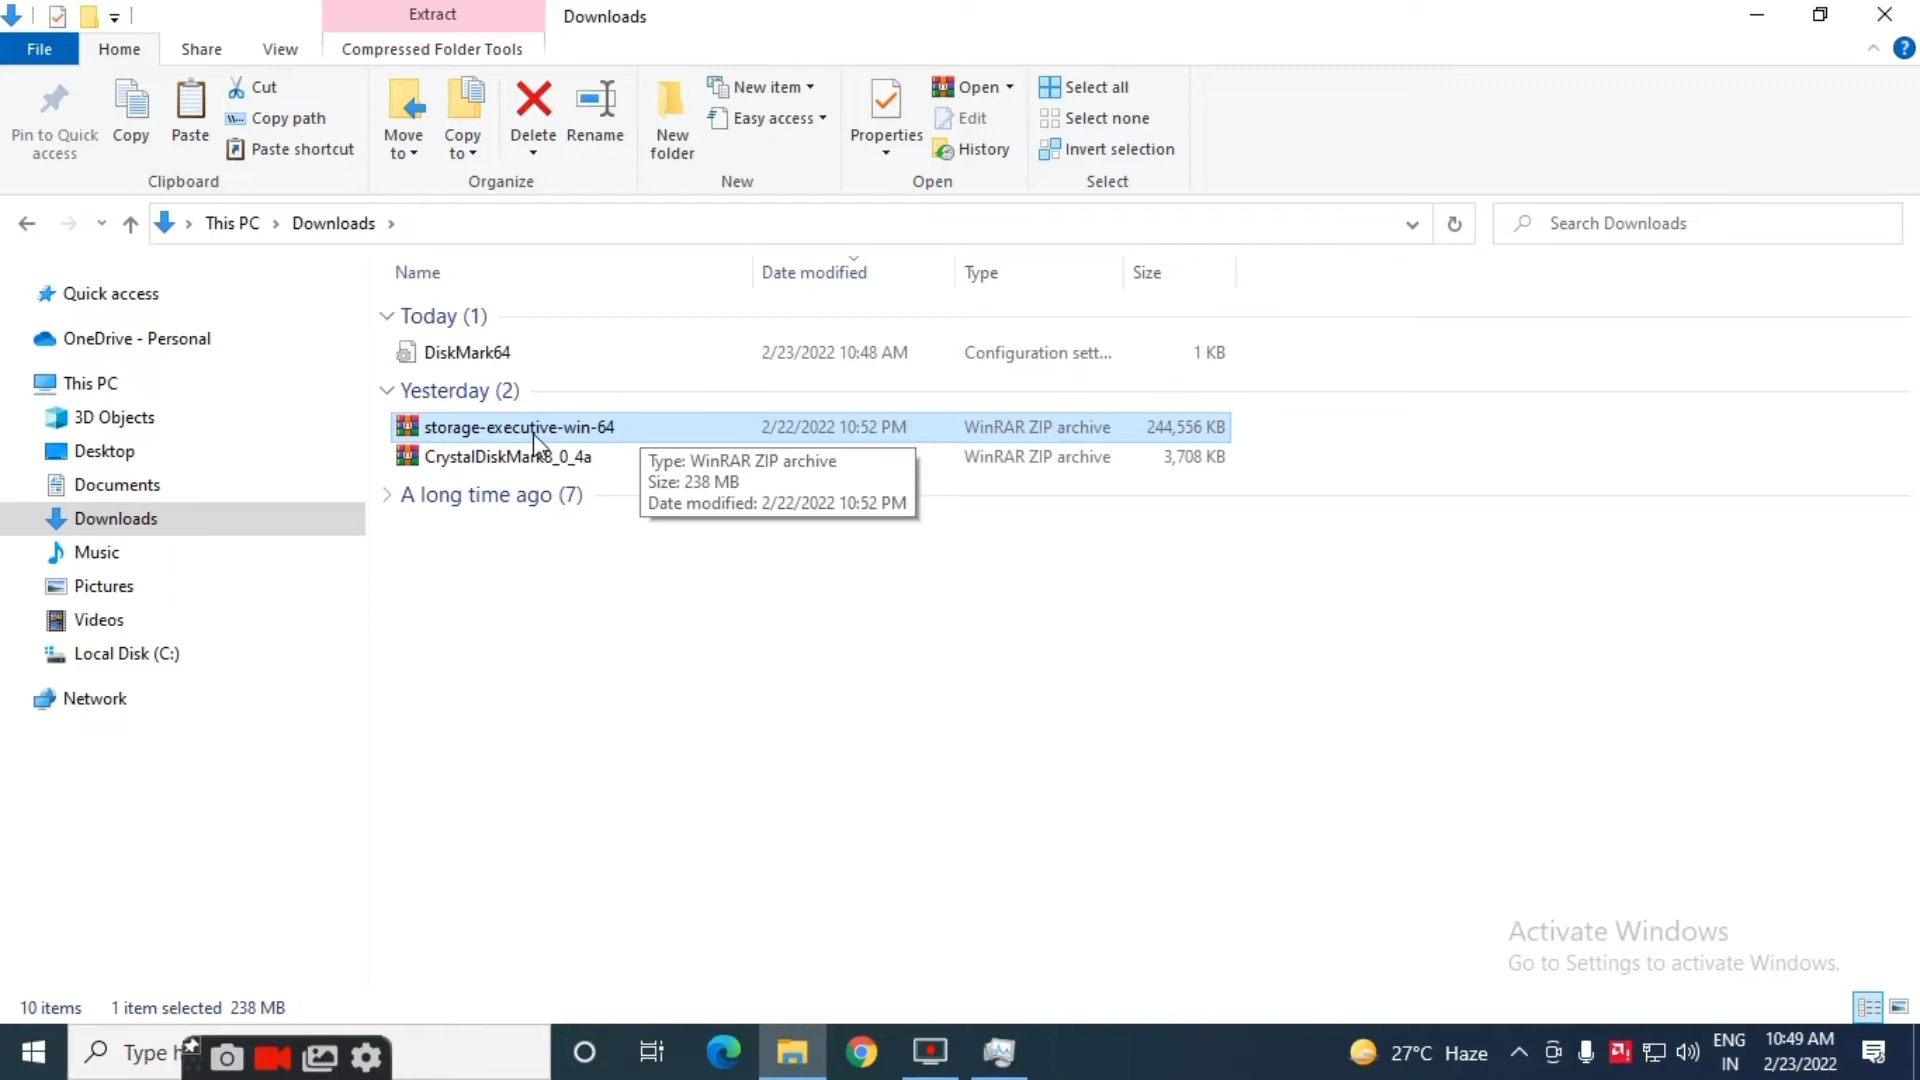 Extract
Downloads
File
Home
Share
View
Compressed Folder Tools
Pin to Quick
access
Copy
Paste
Cut
Copy path
Paste shortcut
Clipboard
Move
to
Copy
to
Delete
Rename
Organize
New
folder
New item
Easy access
New
Properties
Open
Edit
History
Open
Select all
Select none
Invert selection
Select
This PC
Downloads
Search Downloads
Name
Date modified
Type
Size
Quick access
OneDrive - Personal
This PC
3D Objects
Desktop
Documents
Downloads
Music
Pictures
Videos
Local Disk (C:)
Network
Today (1)
DiskMark64 2/23/2022 10:48 AM Configuration sett... 1 KB
Yesterday (2)
storage-executive-win-64 2/22/2022 10:52 PM WinRAR ZIP archive 244,556 KB
CrystalDiskMark8_0_4a WinRAR ZIP archive 3,708 KB
A long time ago (7)
Type: WinRAR ZIP archive
Size: 238 MB
Date modified: 2/22/2022 10:52 PM
Activate Windows
Go to Settings to activate Windows.
10 items 1 item selected 238 MB
Type h
27°C Haze
ENG
IN
10:49 AM
2/23/2022